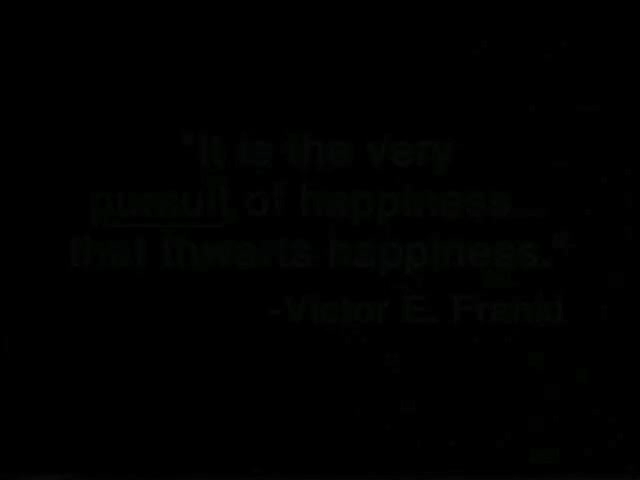 "It is the very
pursuit of happiness...
that thwarts happiness."
-Victor E. Frankl